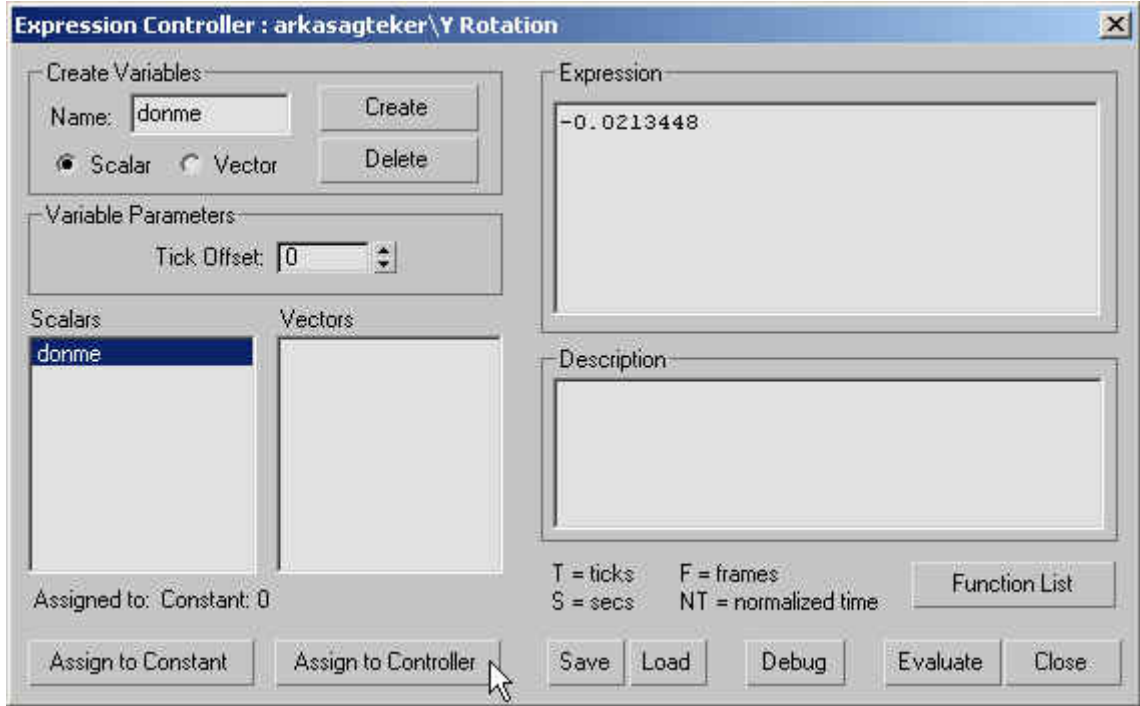 Expression Controller : arkasagteker\Y Rotation
Create Variables
Name: donme
Create
Scalar Vector
Delete
Variable Parameters
Tick Offset: 0
Scalars Vectors
donme
Assigned to: Constant: 0
Assign to Constant Assign to Controller
Expression
-0.0213448
Description
T = ticks F = frames
S = secs NT = normalized time
Function List
Save Load Debug Evaluate Close